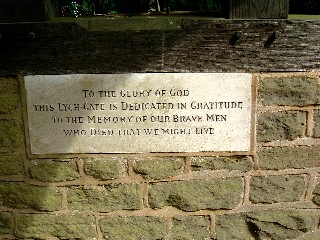 TO THE GLORY OF GOD
THIS LYCH-GATE IS DEDICATED IN GRATITUDE
TO THE MEMORY OF OUR BRAVE MEN
WHO DIED THAT WE MIGHT LIVE